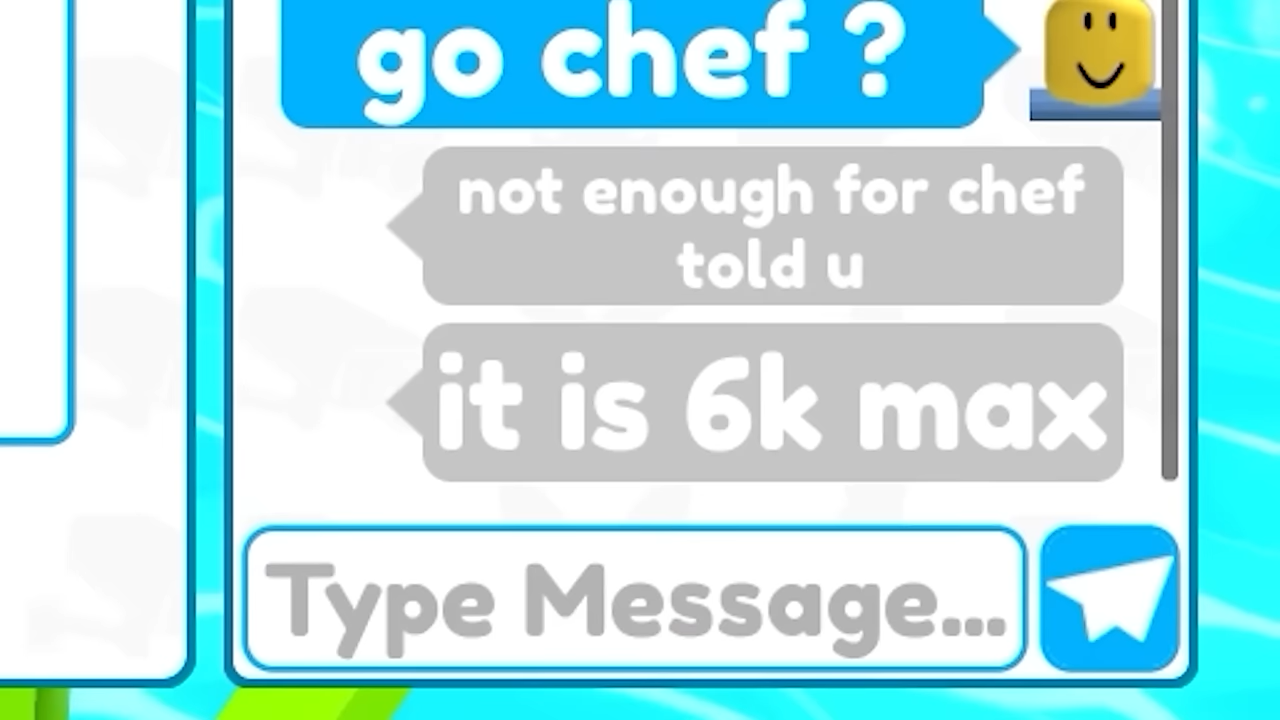 go chef ?
not enough for chef
told u
it is 6k max
Type Message...